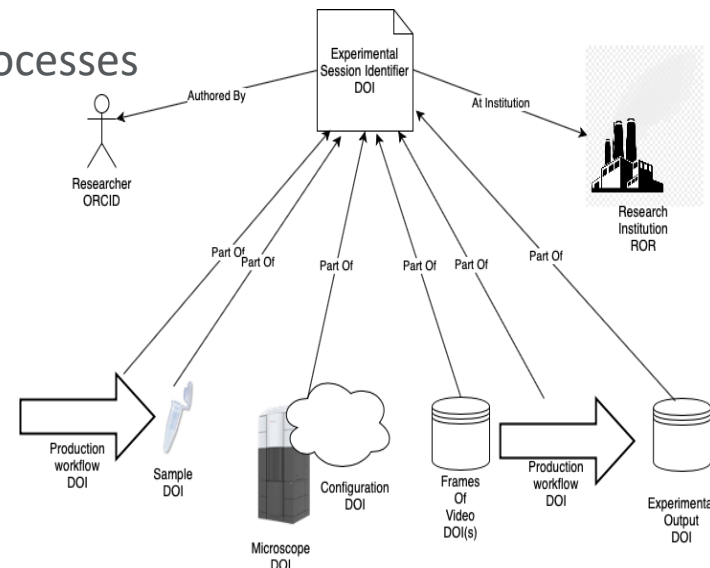 ocesses
Experimental
Session Identifier
DOI
Authored By
At Institution
Researcher
ORCID
Research
Institution
ROR
Part Of
Part Of
Part Of
Part Of
Part Of
Part Of
Production
workflow
DOI
Sample
DOI
Microscope
DOI
Configuration
DOI
Frames
Of
Video
DOI(s)
Production
workflow
DOI
Experimenta
Output
DOI